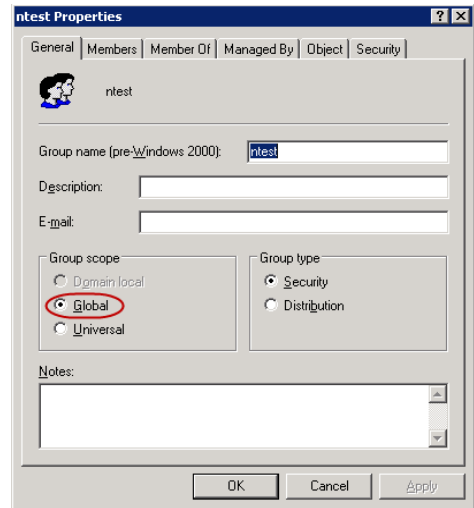 ntest Properties
General Members Member Of Managed By Object Security
ntest
Group name (pre-Windows 2000): ntest
Description:
E-mail:
Group scope Group type
Domain local Security
Global Distribution
Universal
Notes:
OK Cancel Apply